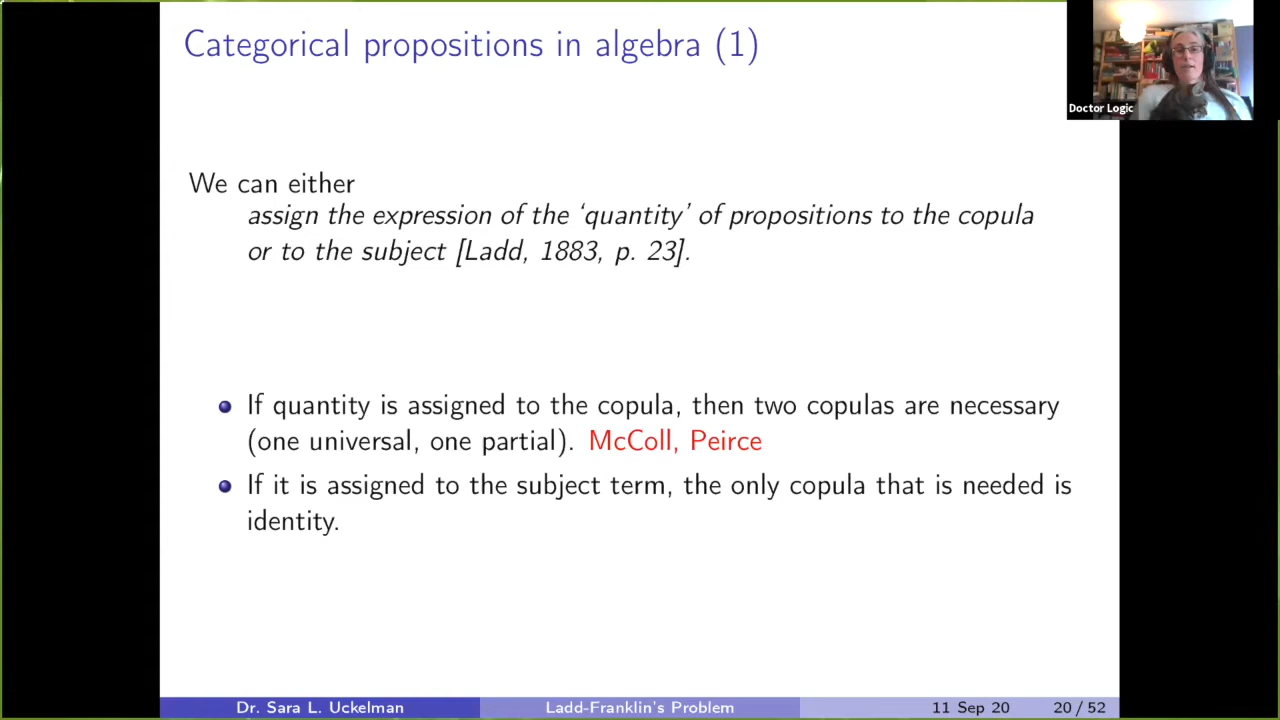 Categorical propositions in algebra (1)
Doctor Logic
We can either
assign the expression of the ‘quantity’ of propositions to the copula
or to the subject [Ladd, 1883, p. 23].
If quantity is assigned to the copula, then two copulas are necessary
(one universal, one partial). McColl, Peirce
If it is assigned to the subject term, the only copula that is needed is
identity.
Dr. Sara L. Uckelman Ladd-Franklin's Problem 11 Sep 20 20 / 52